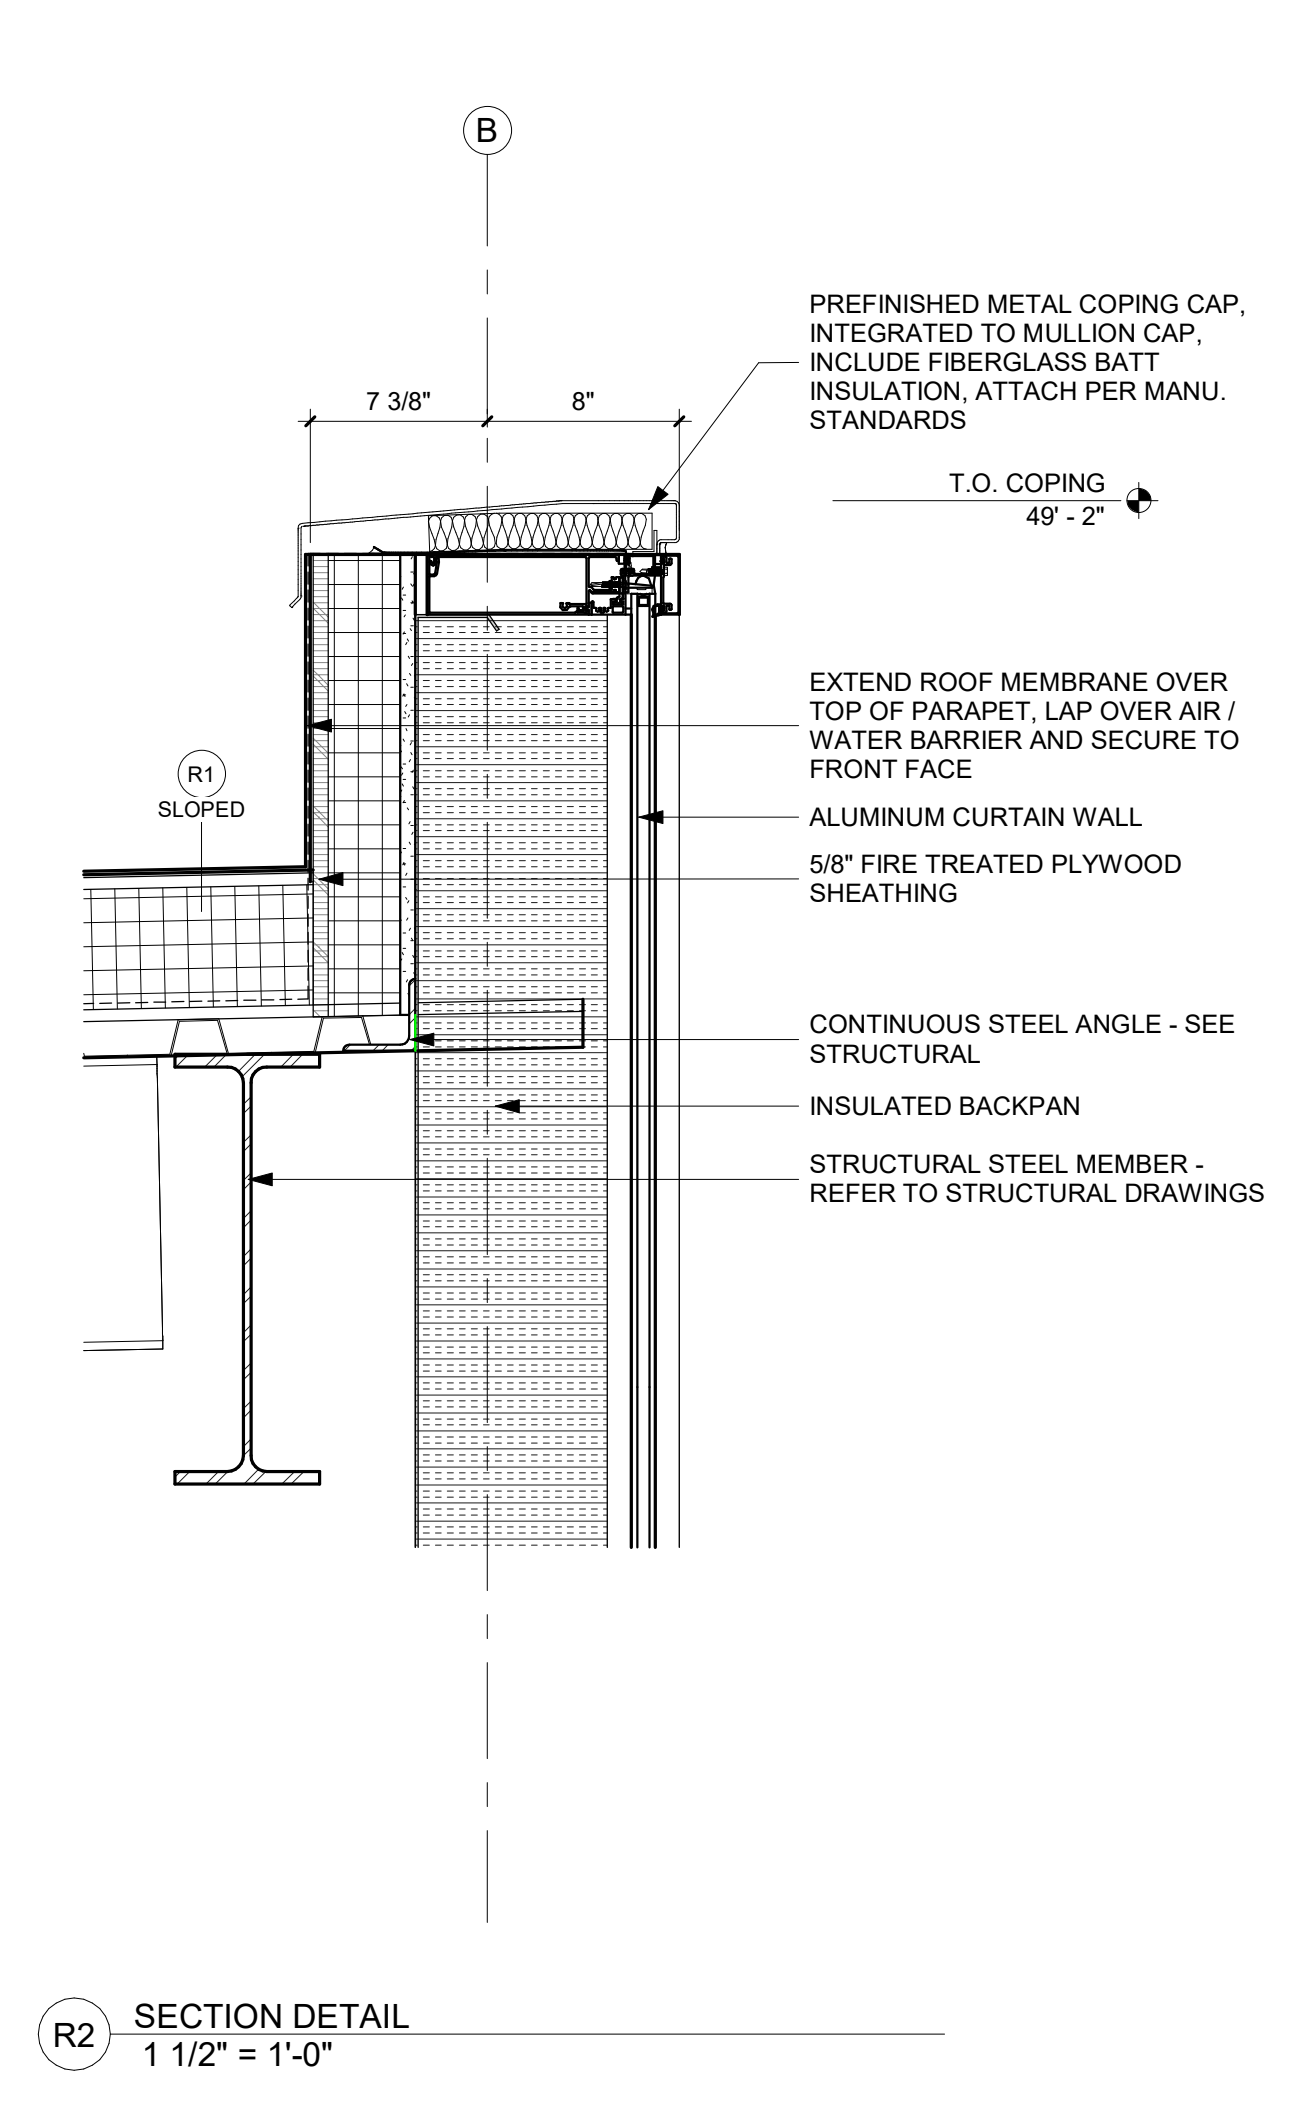 B
PREFINISHED METAL COPING CAP,
INTEGRATED TO MULLION CAP,
INCLUDE FIBERGLASS BATT
INSULATION, ATTACH PER MANU.
STANDARDS
7 3/8"
8"
T.O. COPING
49' - 2"
EXTEND ROOF MEMBRANE OVER
TOP OF PARAPET, LAP OVER AIR /
WATER BARRIER AND SECURE TO
FRONT FACE
R1
SLOPED
ALUMINUM CURTAIN WALL
5/8" FIRE TREATED PLYWOOD
SHEATHING
CONTINUOUS STEEL ANGLE - SEE
STRUCTURAL
INSULATED BACKPAN
STRUCTURAL STEEL MEMBER -
REFER TO STRUCTURAL DRAWINGS
R2
SECTION DETAIL
1 1/2" = 1'-0"